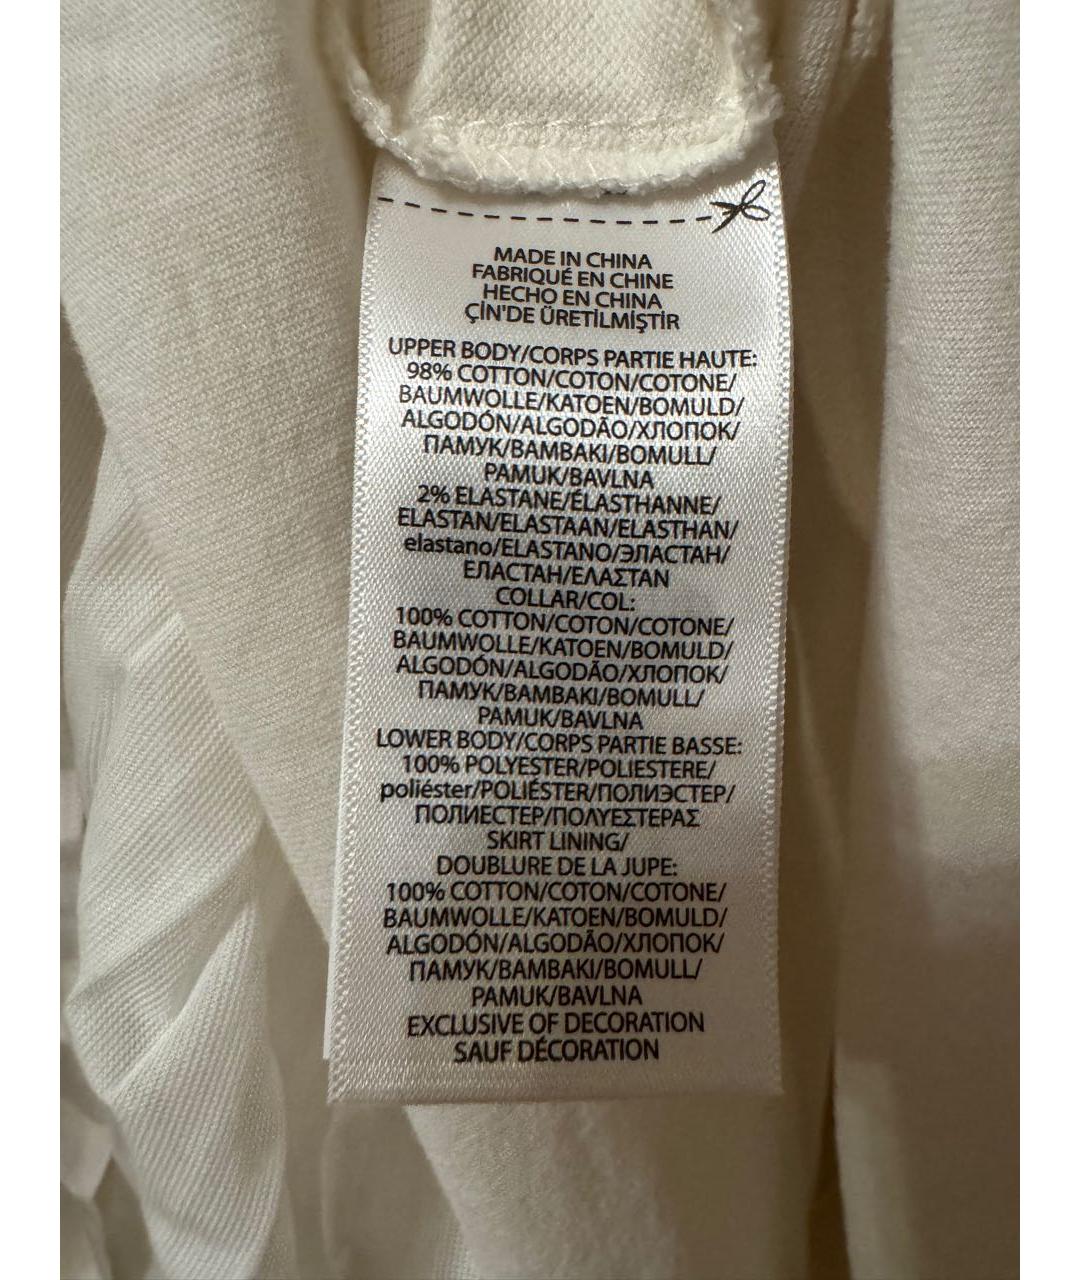 MADE IN CHINA
FABRIQUÉ EN CHINE
HECHO EN CHINA
ÇİN'DE ÜRETİLMİŞTİR
UPPER BODY/CORPS PARTIE HAUTE:
98% COTTON/COTON/COTONE/
BAUMWOLLE/KATOEN/BOMULD/
ALGODÓN/ALGODÃO/ХЛОПОК/
ПАМУК/ΒΑΜΒΑΚΙ/BOMULL/
PAMUK/BAVLNA
2% ELASTANE/ÉLASTHANNE/
ELASTAN/ELASTAAN/ELASTHAN/
elastano/ELASTANO/ЭЛАСТАН/
ЕЛАСТАН/ΕΛΑΣΤΑΝ
COLLAR/COL:
100% COTTON/COTON/COTONE/
BAUMWOLLE/KATOEN/BOMULD/
ALGODÓN/ALGODÃO/ХЛОПОК/
ПАМУК/ΒΑΜΒΑΚΙ/BOMULL/
PAMUK/BAVLNA
LOWER BODY/CORPS PARTIE BASSE:
100% POLYESTER/POLIESTERE/
poliéster/POLIÉSTER/ПОЛИЭСТЕР/
ПОЛИЕСТЕР/ΠΟΛΥΕΣΤΕΡΑΣ
SKIRT LINING/
DOUBLURE DE LA JUPE:
100% COTTON/COTON/COTONE/
BAUMWOLLE/KATOEN/BOMULD/
ALGODÓN/ALGODÃO/ХЛОПОК/
ПАМУК/ΒΑΜΒΑΚΙ/BOMULL/
PAMUK/BAVLNA
EXCLUSIVE OF DECORATION
SAUF DÉCORATION